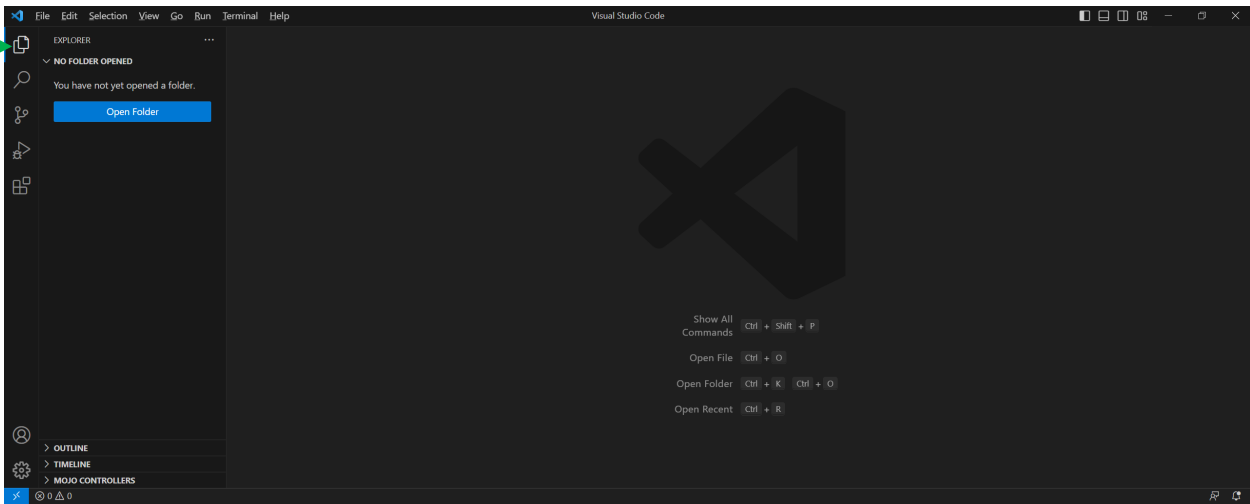 File Edit Selection View Go Run Terminal Help Visual Studio Code
EXPLORER ...
NO FOLDER OPENED
You have not yet opened a folder.
Open Folder
Show All
Commands Ctrl + Shift + P
Open File Ctrl + O
Open Folder Ctrl + K Ctrl + O
Open Recent Ctrl + R
OUTLINE
TIMELINE
MOJO CONTROLLERS
0 0